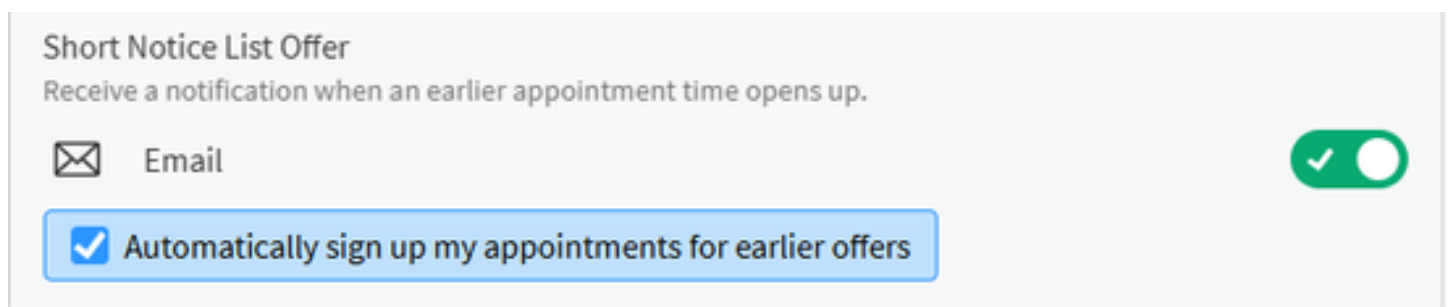 Short Notice List Offer
Receive a notification when an earlier appointment time opens up.
Email
Automatically sign up my appointments for earlier offers